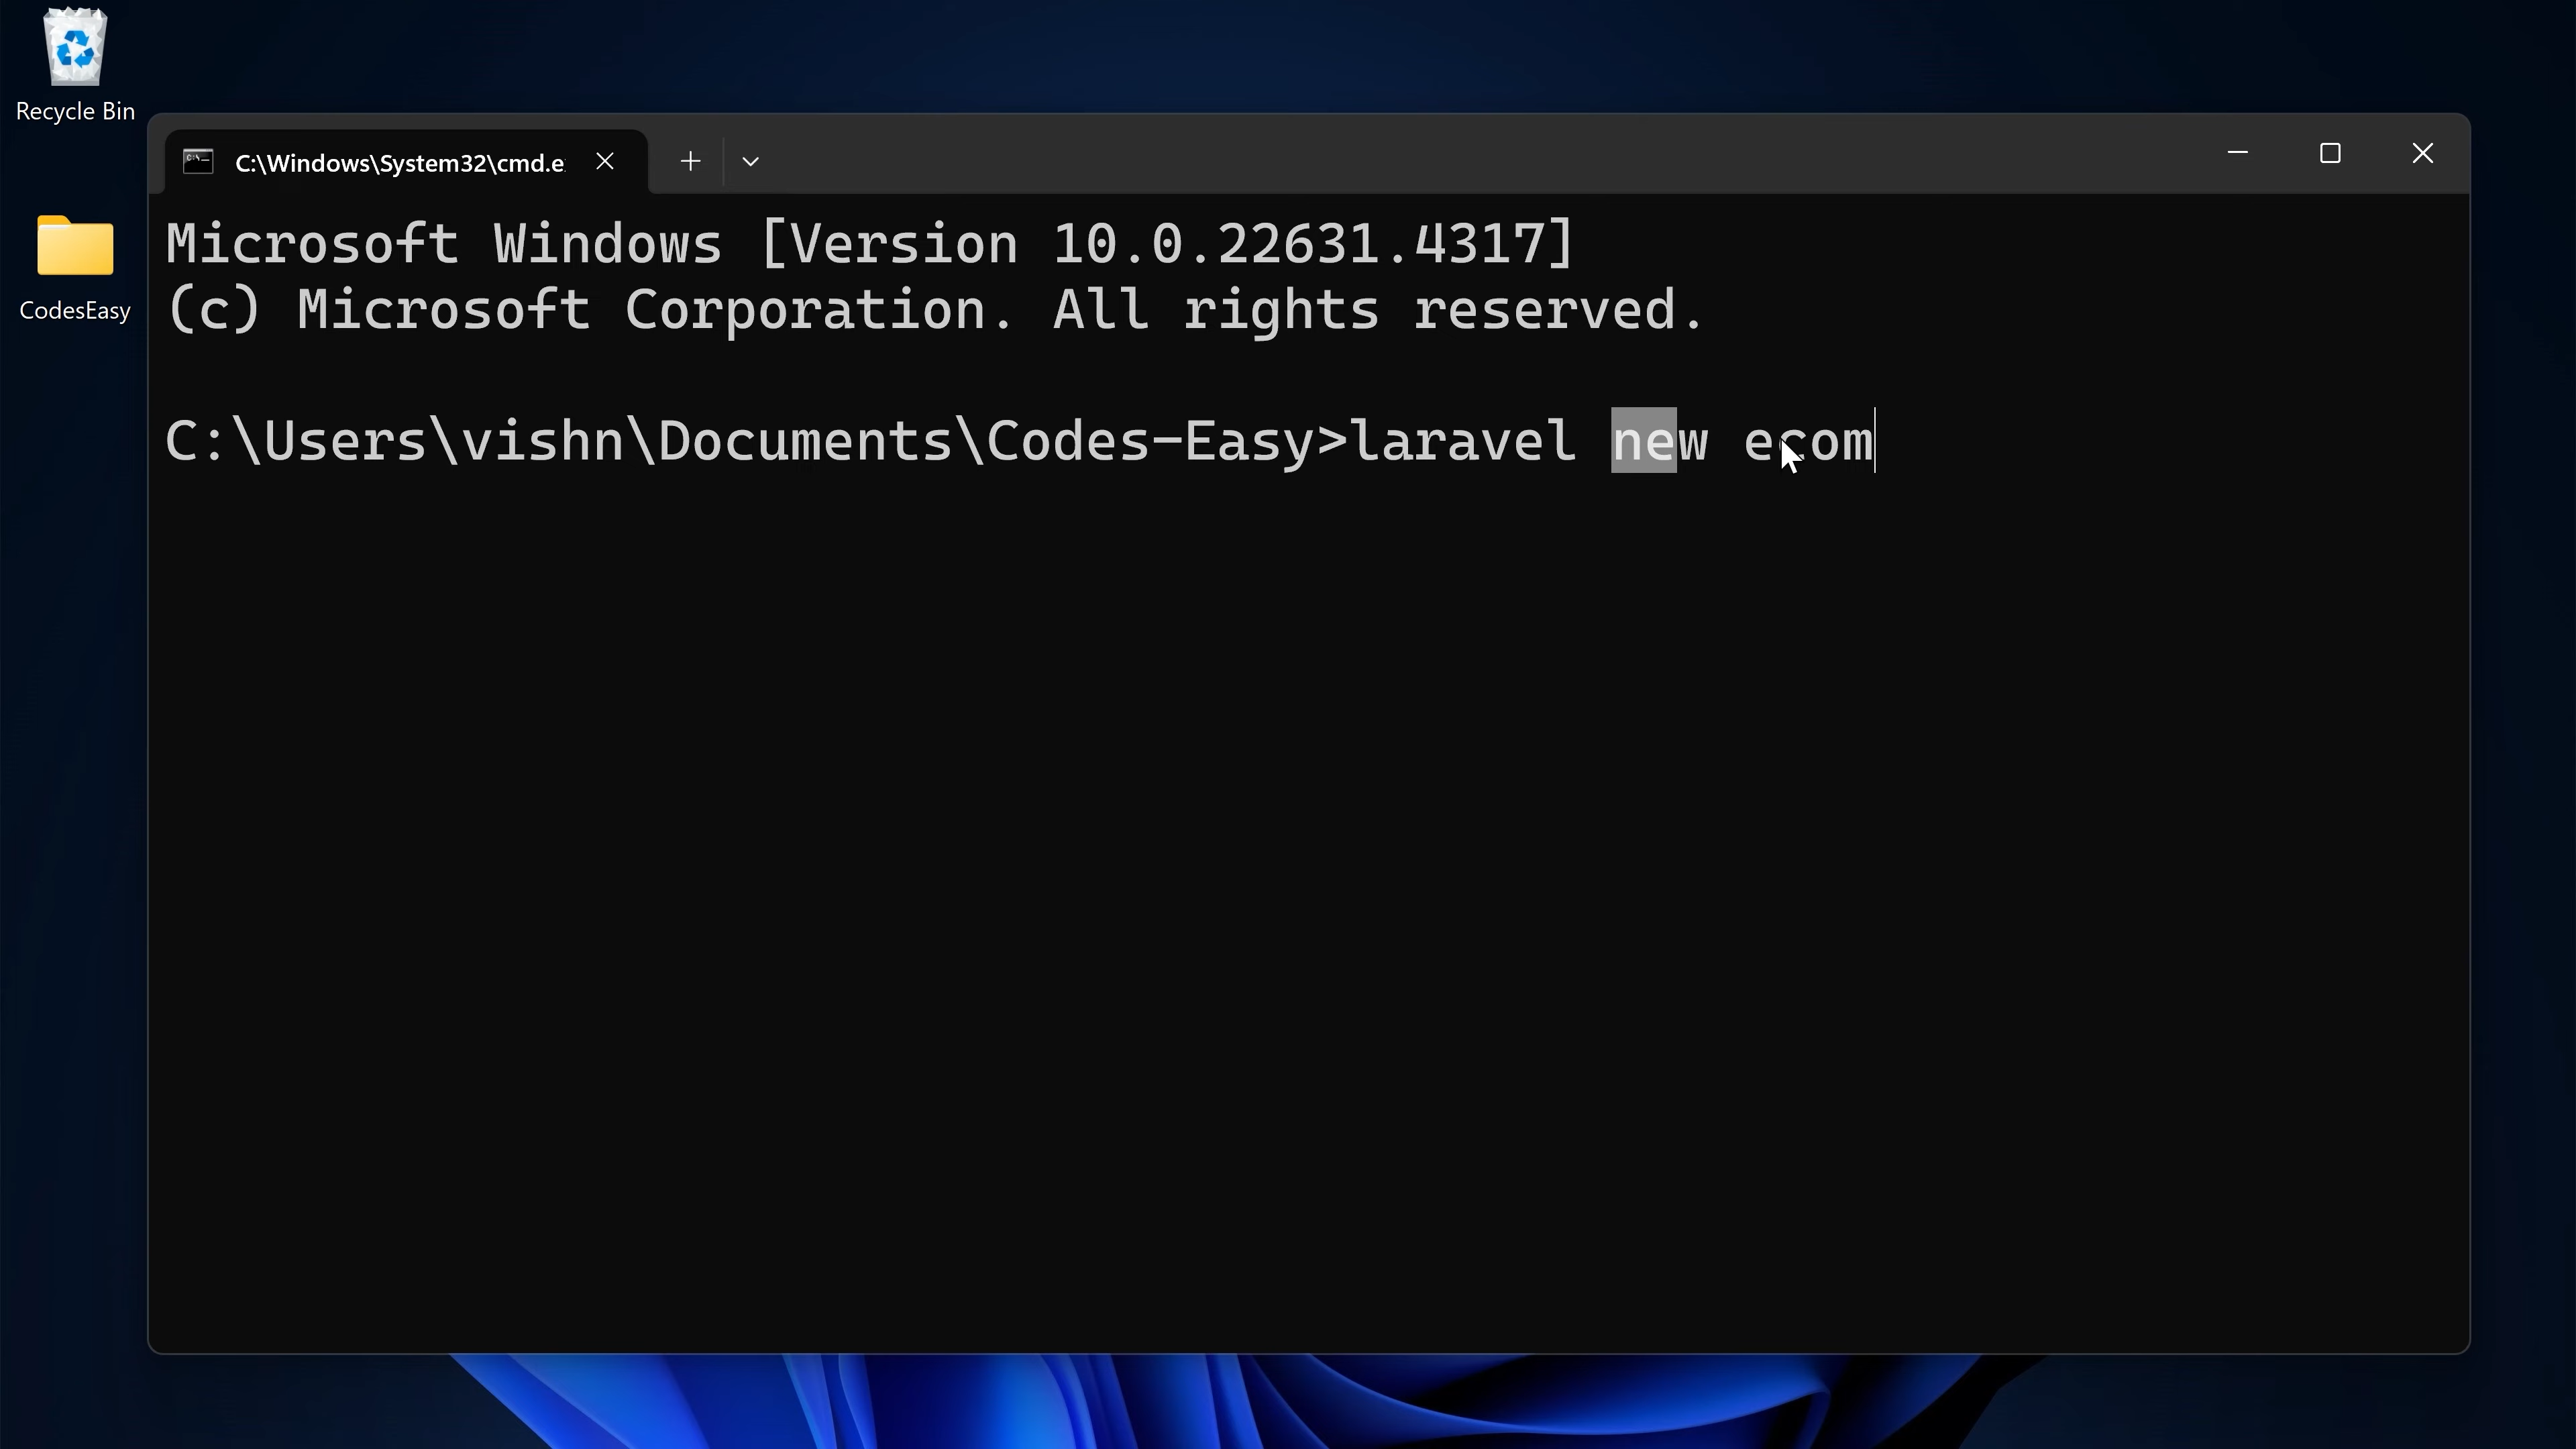 Recycle Bin
CodesEasy
C:\Windows\System32\cmd.e
Microsoft Windows [Version 10.0.22631.4317]
(c) Microsoft Corporation. All rights reserved.
C:\Users\vishn\Documents\Codes-Easy>laravel new ecom